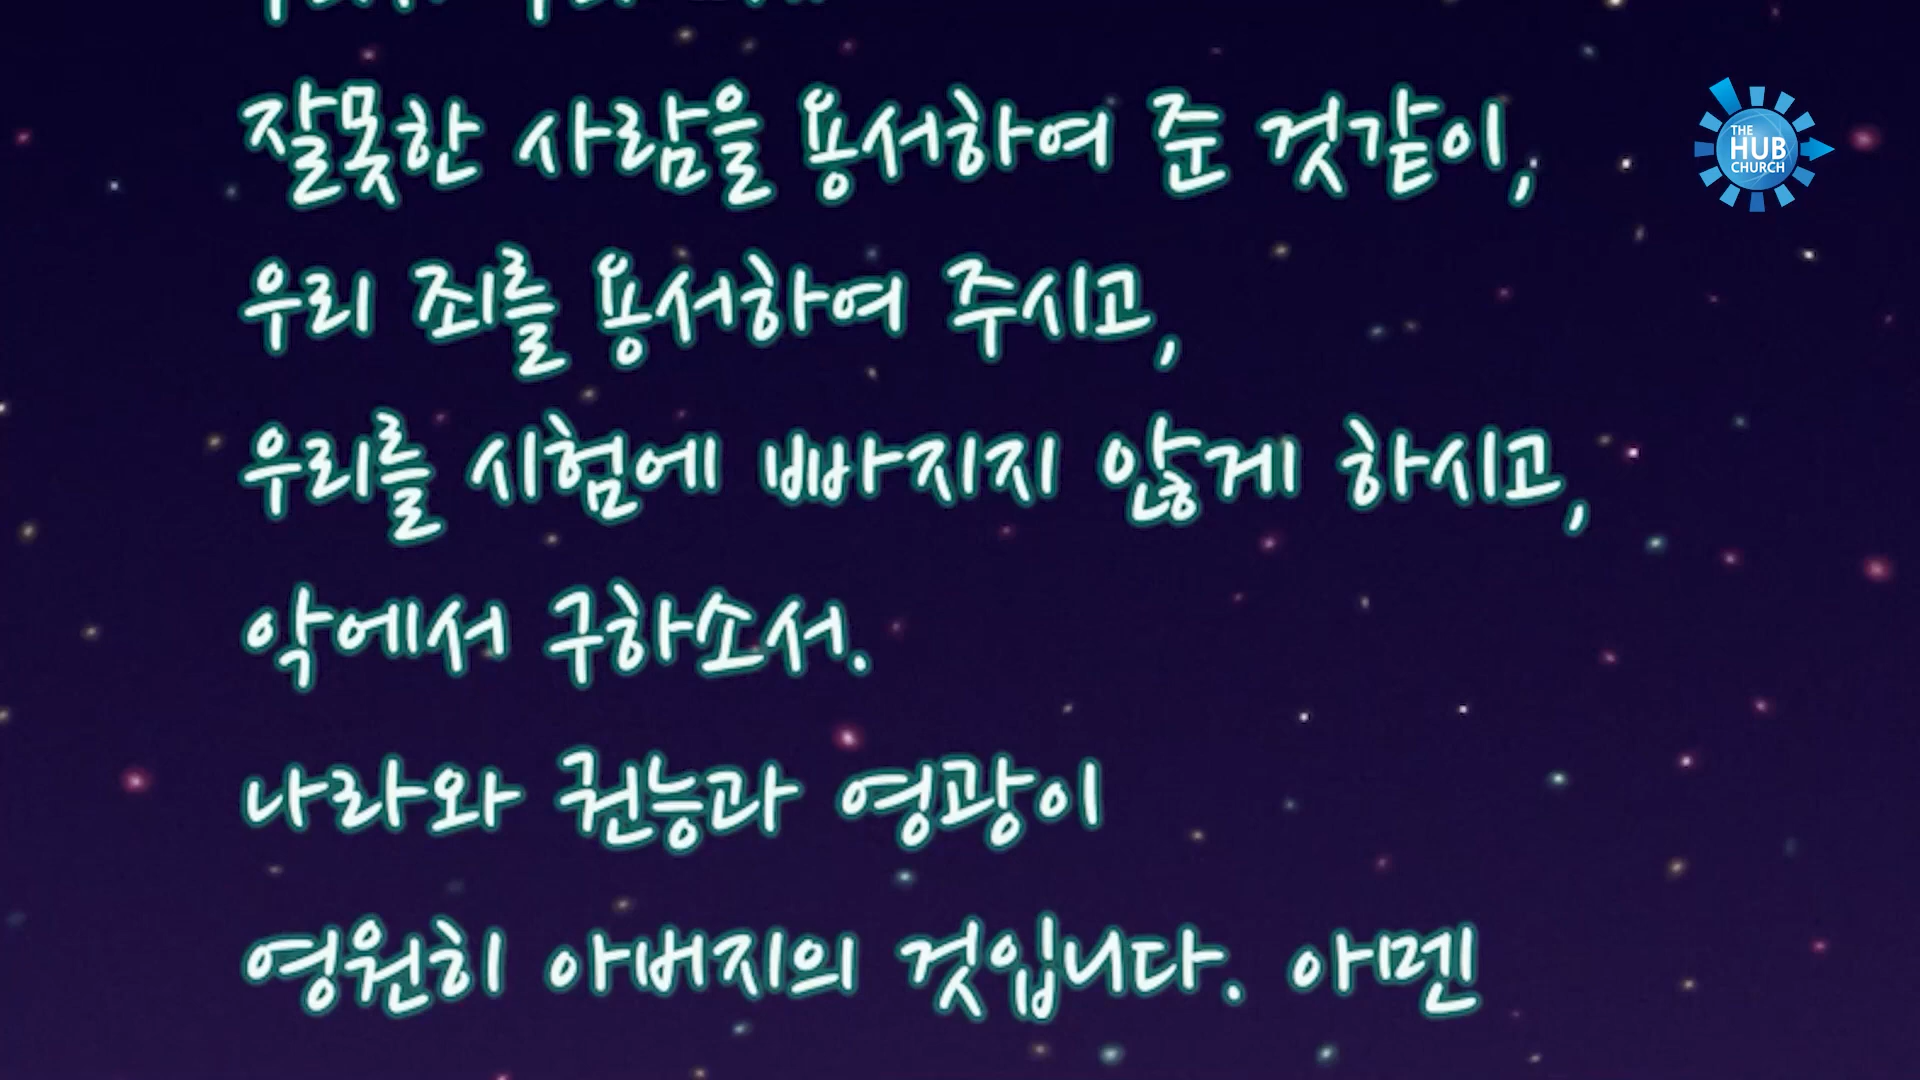 잘못한 사람을 용서하여 준 것같이,
우리 죄를 용서하여 주시고,
우리를 시험에 빠지지 않게 하시고,
악에서 구하소서.
나라와 권능과 영광이
영원히 아버지의 것입니다. 아멘
THE
HUB
CHURCH